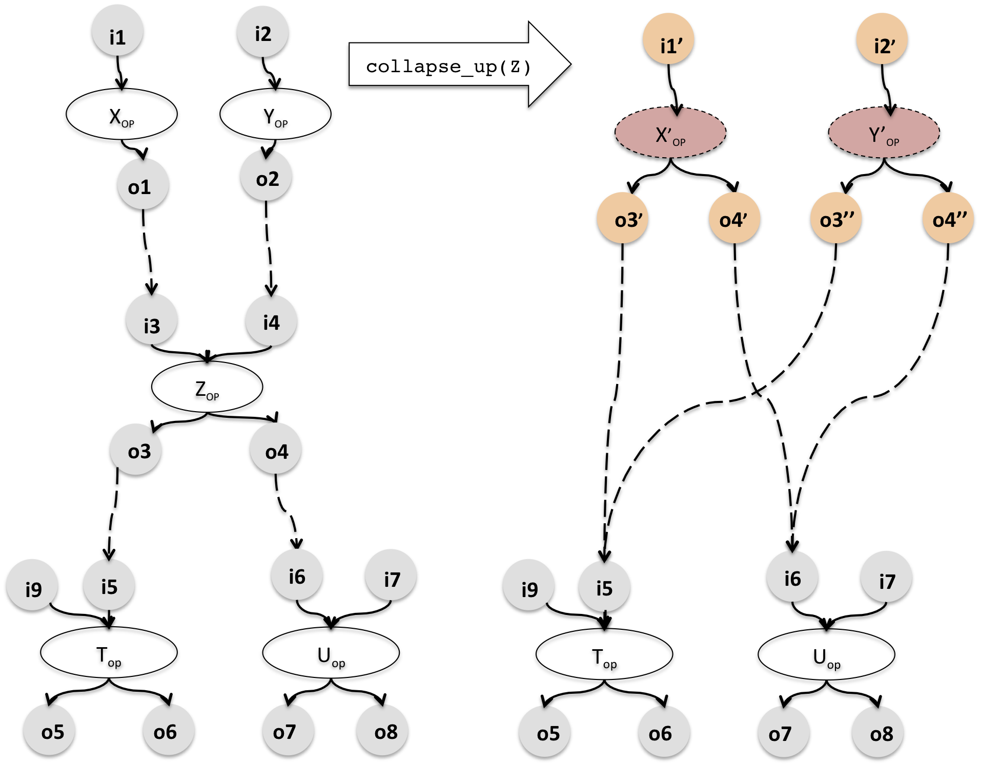 i1
i2
collapse_up(Z)
i1’
i2’
XOP
YOP
X’OP
Y’OP
o1
o2
o3’
o4’
o3’’
o4’’
i3
i4
ZOP
o3
o4
i9
i5
i6
i7
i9
i5
i6
i7
Top
Uop
Top
Uop
o5
o6
o7
o8
o5
o6
o7
o8